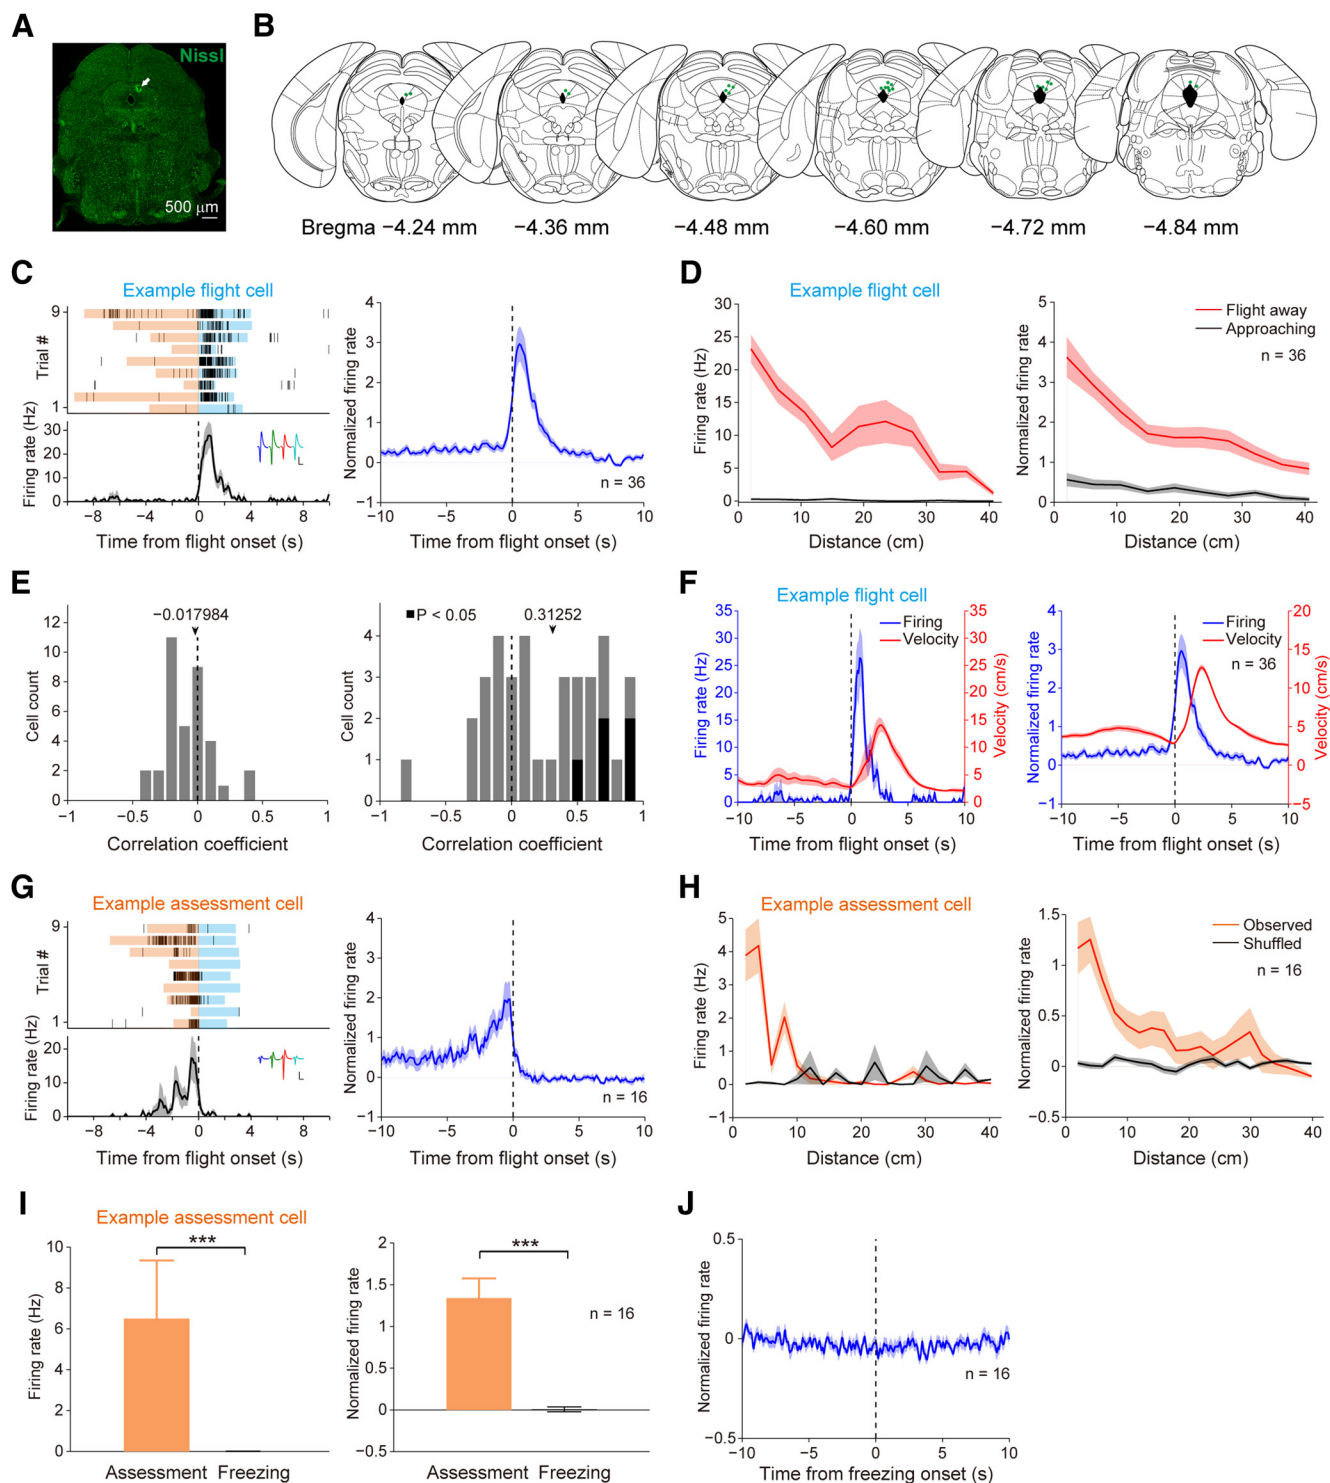 A
Nissl
500 μm
B
Bregma −4.24 mm
−4.36 mm
−4.48 mm
−4.60 mm
−4.72 mm
−4.84 mm
C
Example flight cell
9
Trial #
1
30
20
10
0
Firing rate (Hz)
−8 −4 0 4 8
Time from flight onset (s)
4
3
2
1
0
−1
Normalized firing rate
n = 36
−10 −5 0 5 10
Time from flight onset (s)
D
Example flight cell
30
25
20
15
10
5
0
Firing rate (Hz)
0 10 20 30 40
Distance (cm)
5
4
3
2
1
0
Normalized firing rate
Flight away
Approaching
n = 36
0 10 20 30 40
Distance (cm)
E
−0.017984
12
10
8
6
4
2
0
Cell count
−1 −0.5 0 0.5 1
Correlation coefficient
P < 0.05
0.31252
4
3
2
1
0
Cell count
−1 −0.5 0 0.5 1
Correlation coefficient
F
Example flight cell
35
30
25
20
15
10
5
0
Firing rate (Hz)
Firing
Velocity
35
30
25
20
15
10
5
0
Velocity (cm/s)
−10 −5 0 5 10
Time from flight onset (s)
4
3
2
1
0
−1
Normalized firing rate
Firing
Velocity
n = 36
20
15
10
5
0
−5
Velocity (cm/s)
−10 −5 0 5 10
Time from flight onset (s)
G
Example assessment cell
9
Trial #
1
20
10
0
Firing rate (Hz)
−8 −4 0 4 8
Time from flight onset (s)
4
3
2
1
0
−1
Normalized firing rate
n = 16
−10 −5 0 5 10
Time from flight onset (s)
H
Example assessment cell
5
4
3
2
1
0
−1
Firing rate (Hz)
0 10 20 30 40
Distance (cm)
1.5
1.0
0.5
0
−0.5
Normalized firing rate
Observed
Shuffled
n = 16
0 10 20 30 40
Distance (cm)
I
Example assessment cell
10
8
6
4
2
0
Firing rate (Hz)
***
Assessment Freezing
2
1.5
1
0.5
0
−0.5
Normalized firing rate
***
n = 16
Assessment Freezing
J
0.5
0
−0.5
Normalized firing rate
n = 16
−10 −5 0 5 10
Time from freezing onset (s)